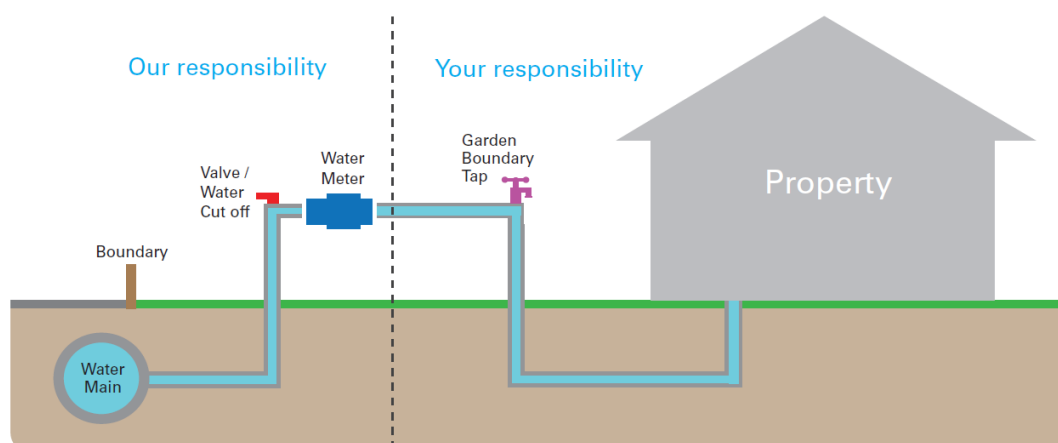 Our responsibility
Your responsibility
Garden
Boundary
Tap
Water
Meter
Valve /
Water
Cut off
Property
Boundary
Water
Main